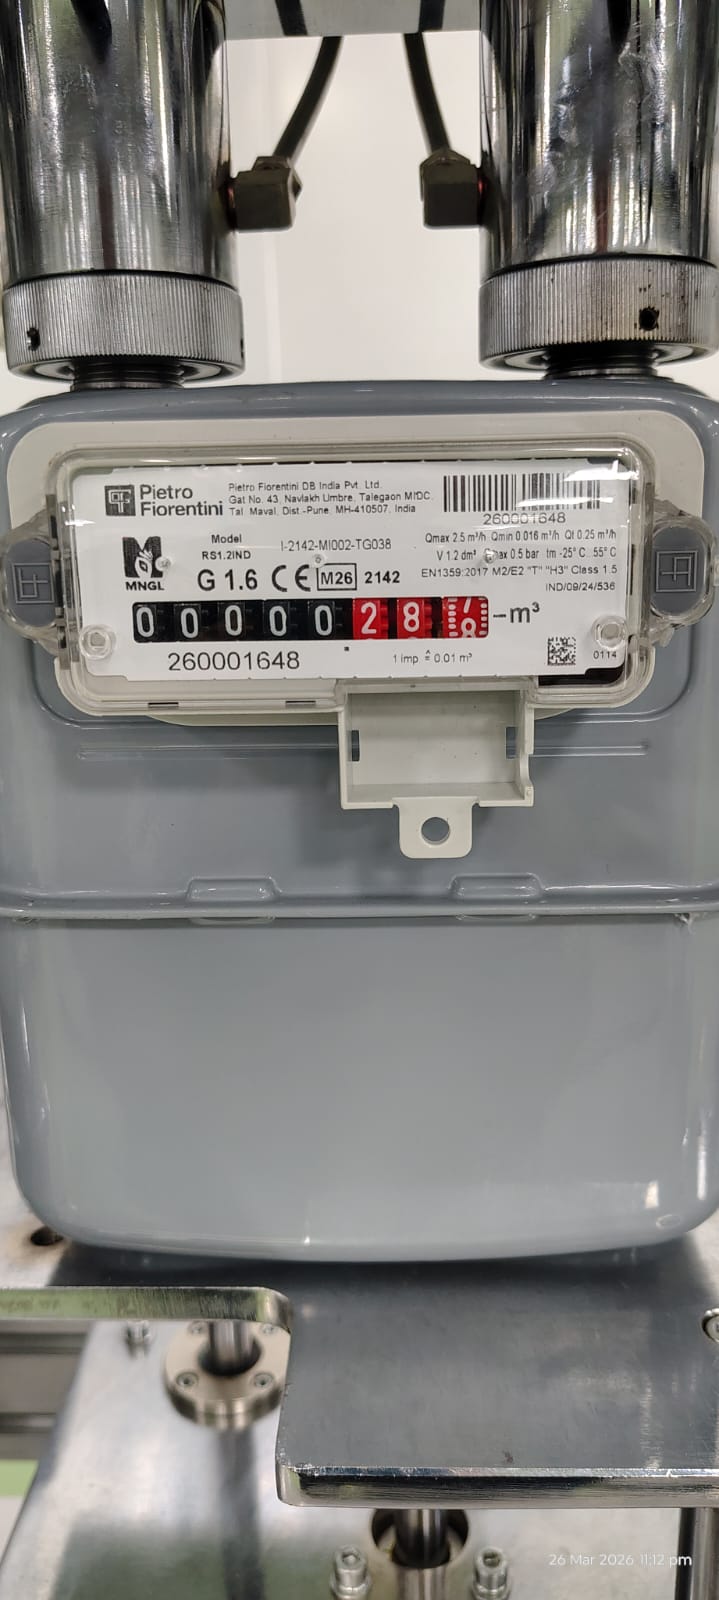 Pietro
Fiorentini
Pietro Fiorentini DB India Pvt. Ltd.
Gat No. 43, Navlakh Umbre, Talegaon MIDC,
Tal. Maval, Dist.-Pune, MH-410507, India
260001648
Model
RS1.2IND
I-2142-MI002-TG038
Qmax 2.5 m³/h Qmin 0.016 m³/h Qt 0.25 m³/h
V 1.2 dm³ Pmax 0.5 bar tm -25° C..55° C
EN1359:2017 M2/E2 "T" "H3" Class 1.5
IND/09/24/536
MNGL
G 1.6 CE M26 2142
0 0 0 0 0 2 8 m³
260001648
1 imp ≙ 0.01 m³
0114
26 Mar 2026 11:12 pm